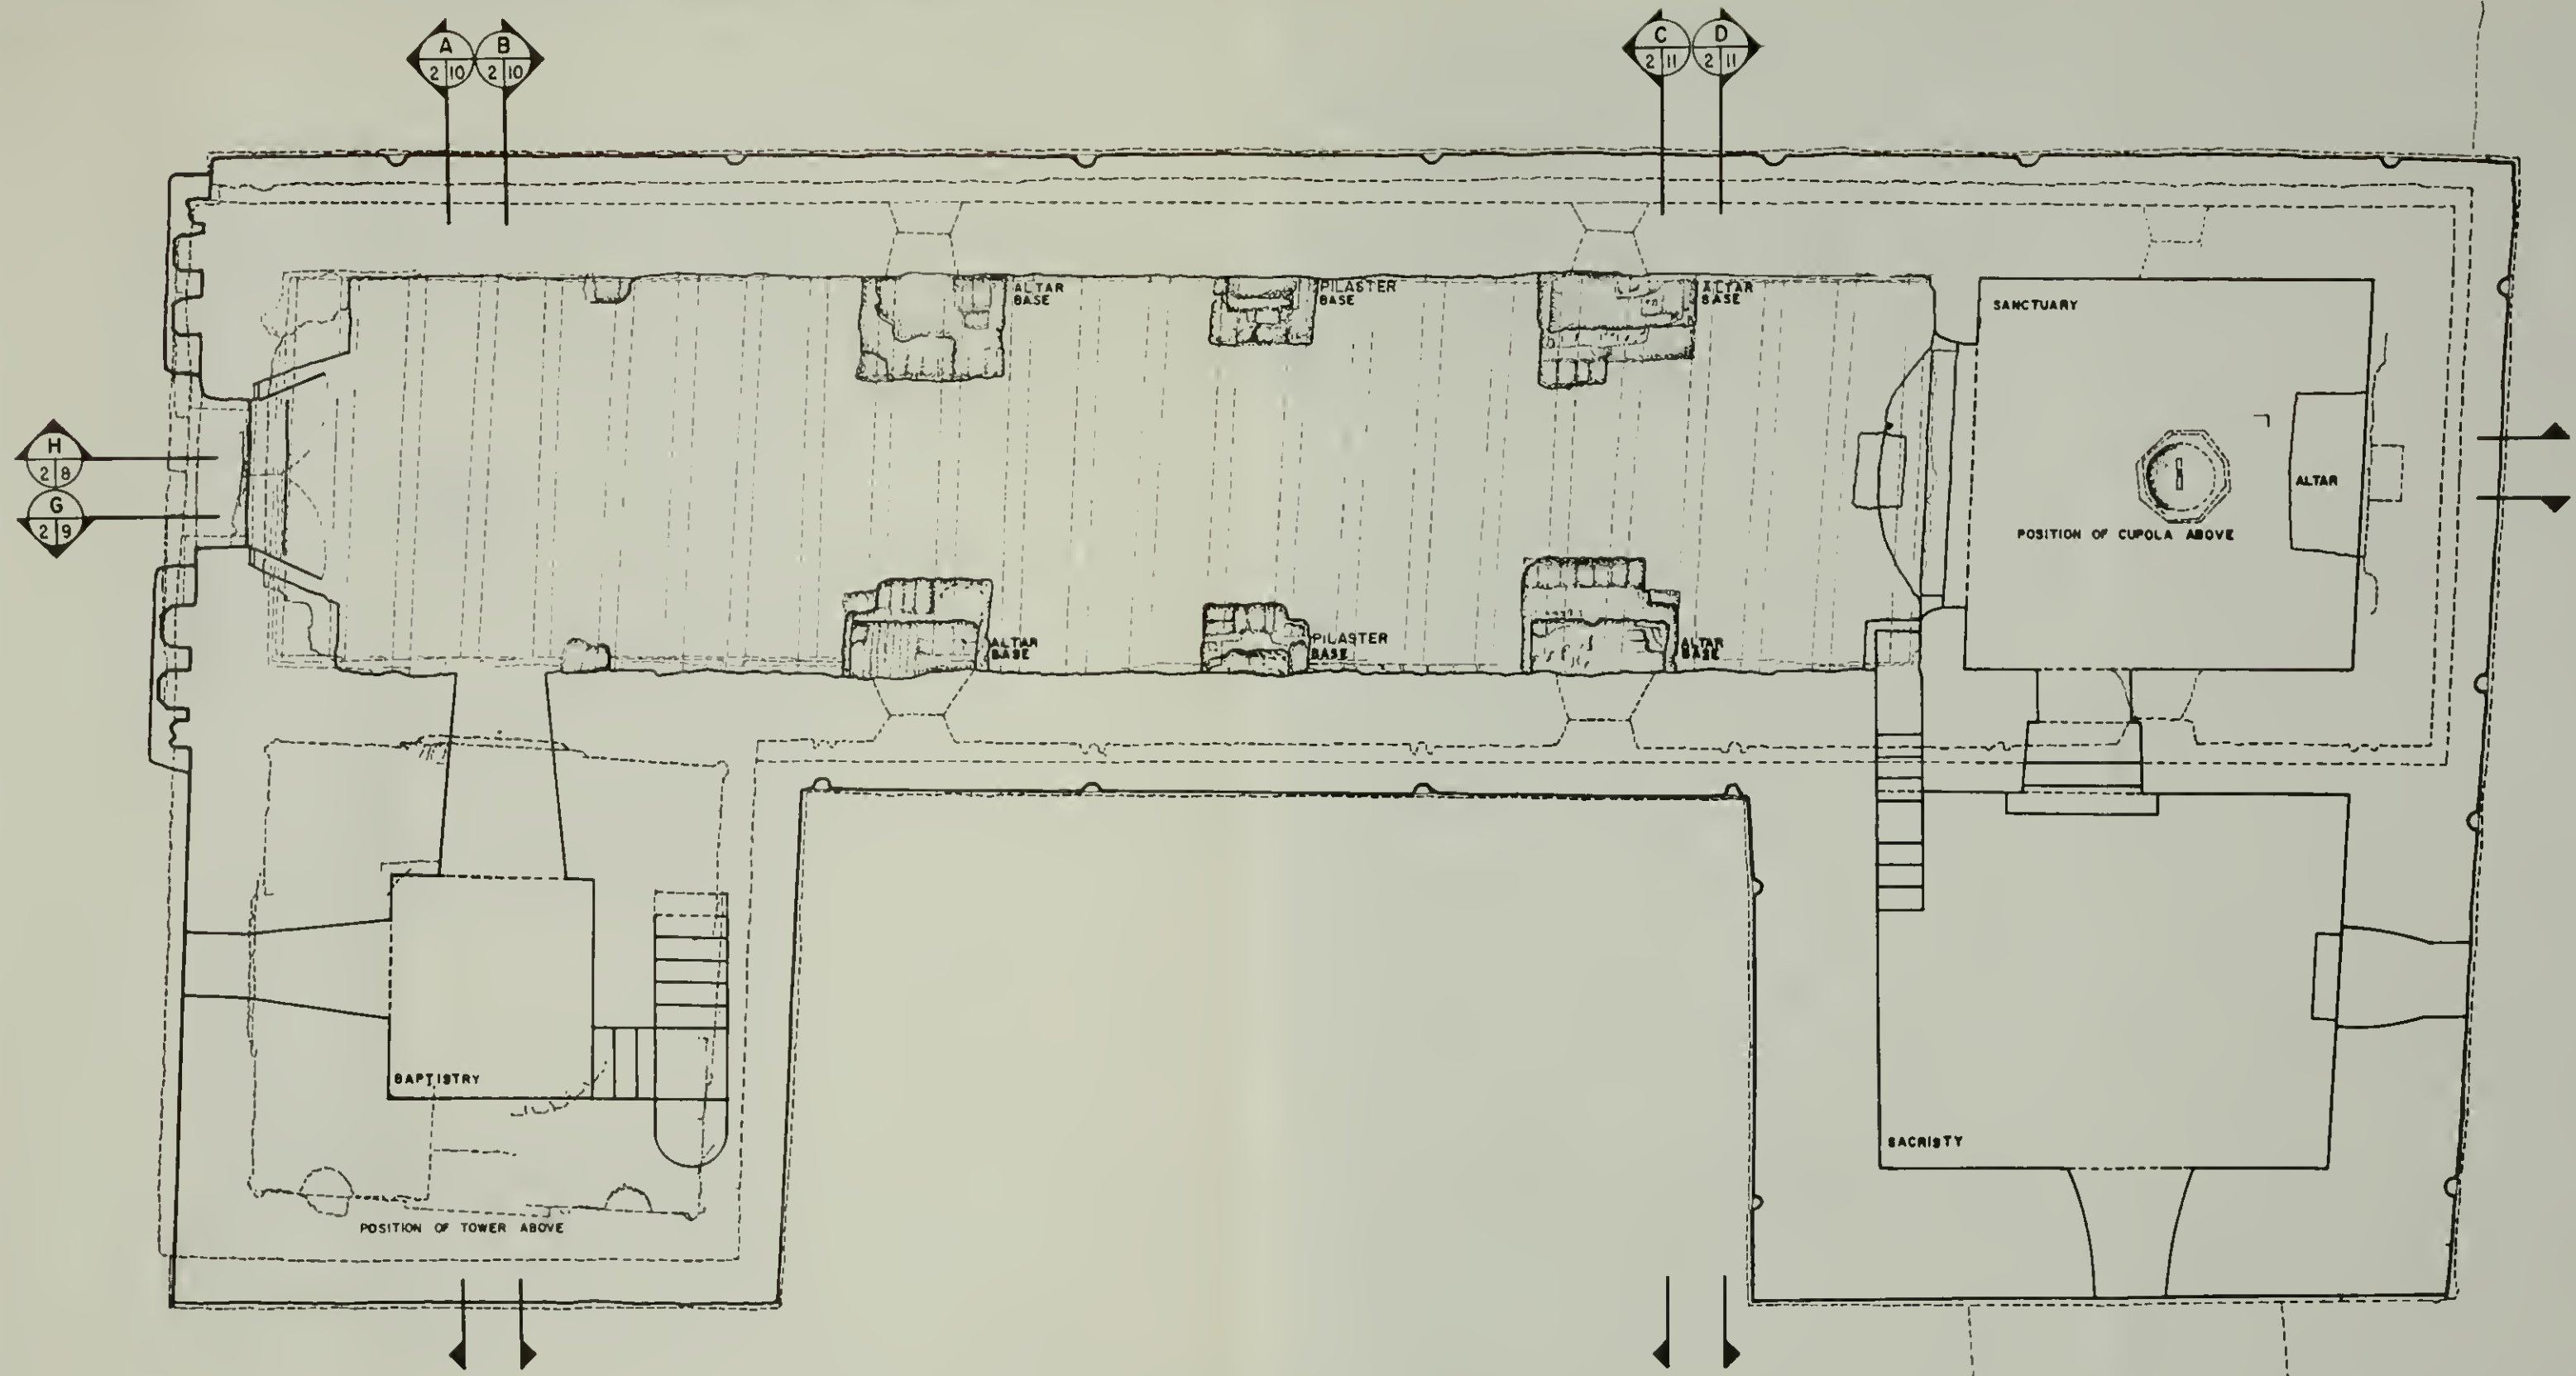 A B
2 10 2 10
C D
2 11 2 11
ALTAR
BASE
PILASTER
BASE
ALTAR
BASE
SANCTUARY
H
2 8
G
2 9
ALTAR
POSITION OF CUPOLA ABOVE
ALTAR
BASE
PILASTER
BASE
ALTAR
BASE
BAPTISTRY
SACRISTY
POSITION OF TOWER ABOVE